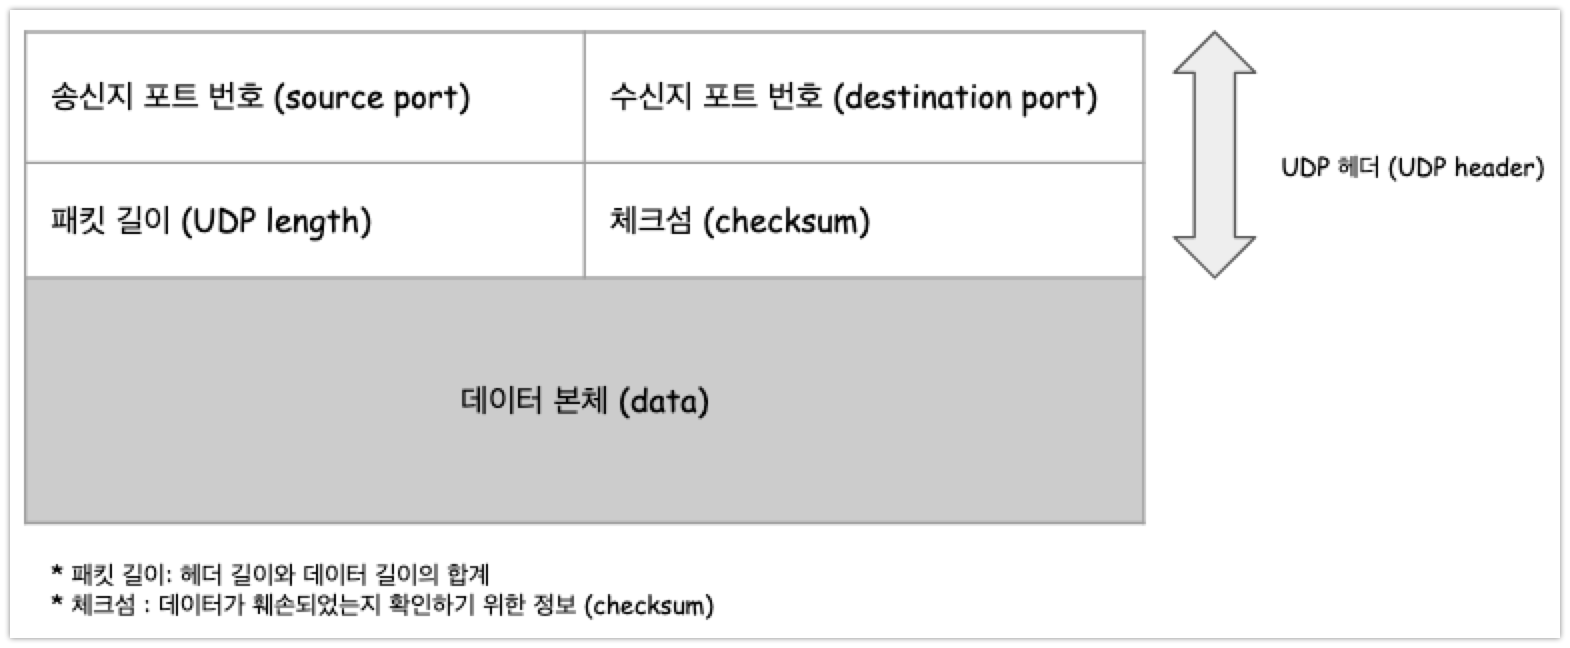 송신지 포트 번호 (source port)
수신지 포트 번호 (destination port)
UDP 헤더 (UDP header)
패킷 길이 (UDP length)
체크섬 (checksum)
데이터 본체 (data)
* 패킷 길이: 헤더 길이와 데이터 길이의 합계
* 체크섬 : 데이터가 훼손되었는지 확인하기 위한 정보 (checksum)